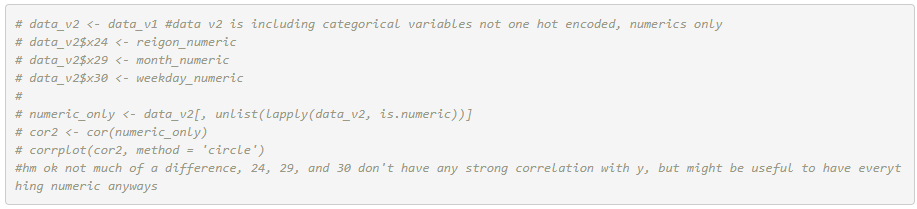 # data_v2 <- data_v1 #data v2 is including categorical variables not one hot encoded, numerics only
# data_v2$x24 <- reigon_numeric
# data_v2$x29 <- month_numeric
# data_v2$x30 <- weekday_numeric
#
# numeric_only <- data_v2[, unlist(lapply(data_v2, is.numeric))]
# cor2 <- cor(numeric_only)
# corrplot(cor2, method = 'circle')
#hm ok not much of a difference, 24, 29, and 30 don't have any strong correlation with y, but might be useful to have everyt
hing numeric anyways